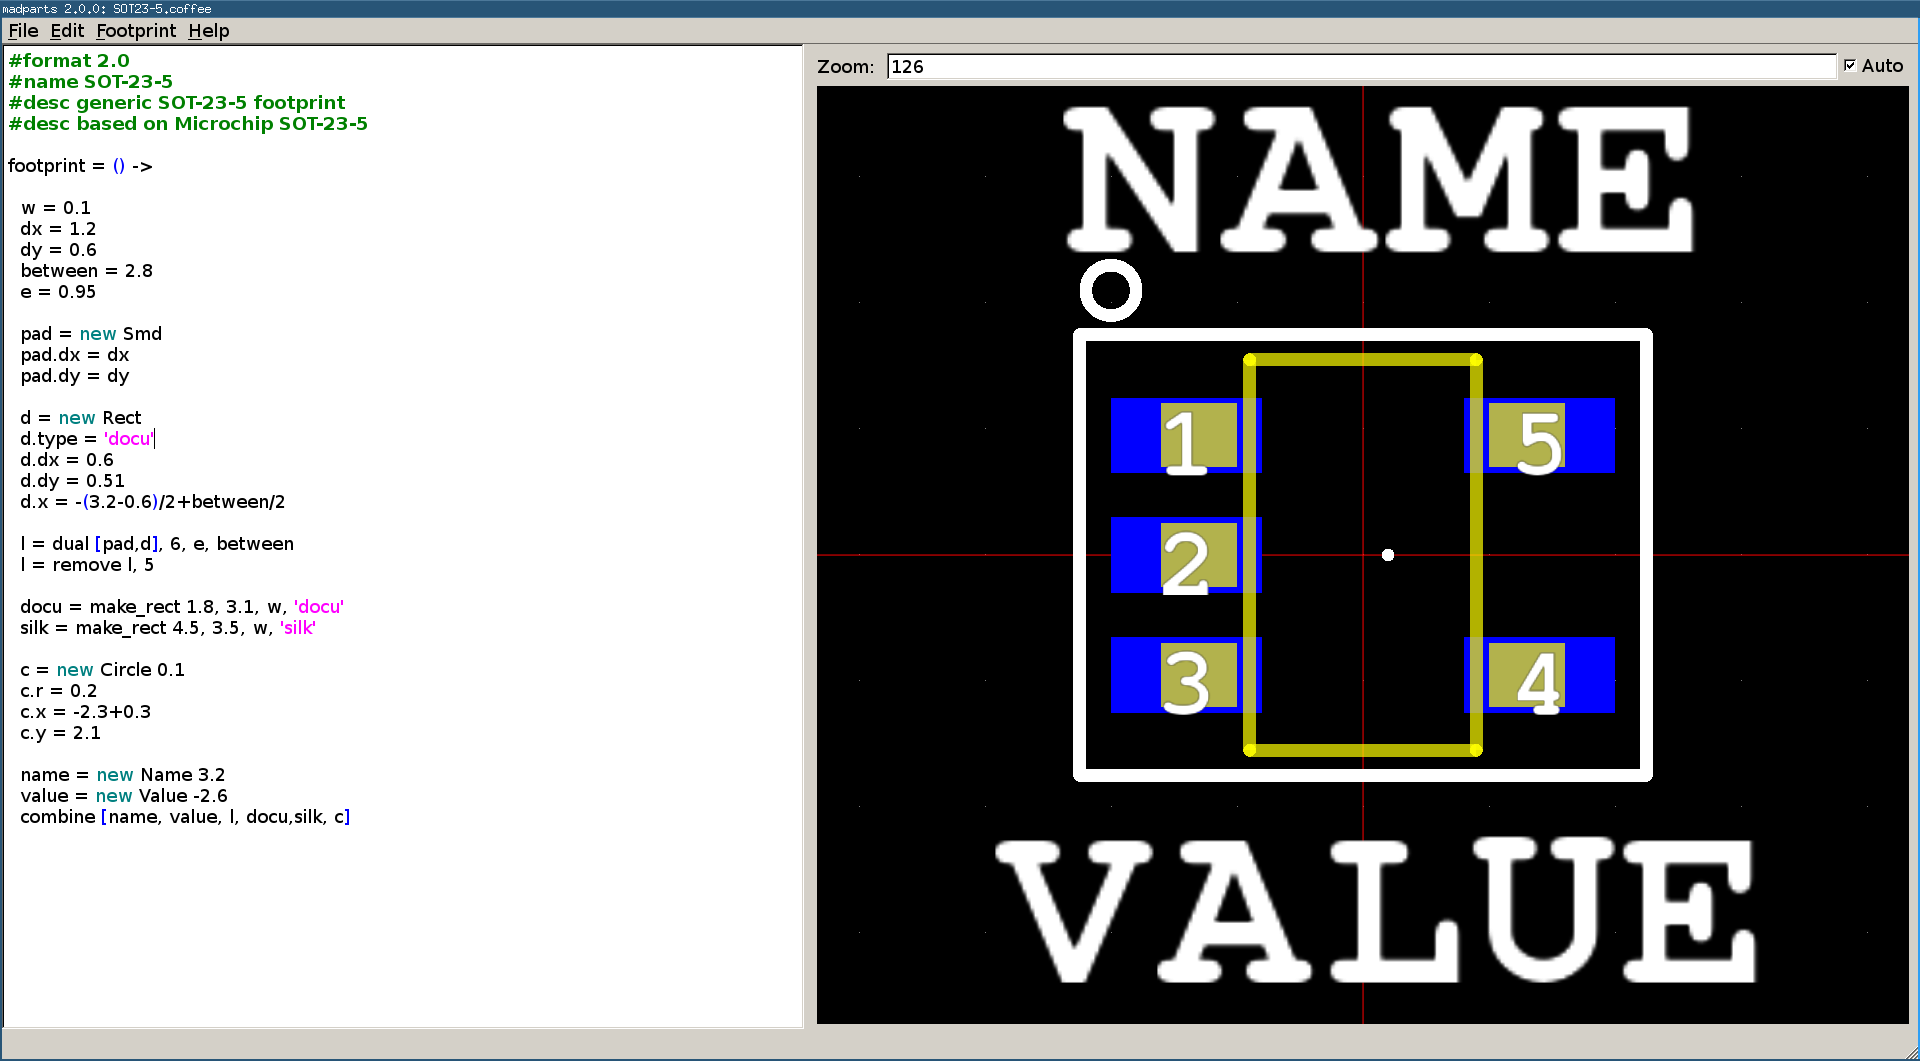 madparts 2.0.0: SOT23-5.coffee
File Edit Footprint Help
#format 2.0
#name SOT-23-5
#desc generic SOT-23-5 footprint
#desc based on Microchip SOT-23-5
footprint = () ->
w = 0.1
dx = 1.2
dy = 0.6
between = 2.8
e = 0.95
pad = new Smd
pad.dx = dx
pad.dy = dy
d = new Rect
d.type = 'docu'
d.dx = 0.6
d.dy = 0.51
d.x = -(3.2-0.6)/2+between/2
l = dual [pad,d], 6, e, between
l = remove l, 5
docu = make_rect 1.8, 3.1, w, 'docu'
silk = make_rect 4.5, 3.5, w, 'silk'
c = new Circle 0.1
c.r = 0.2
c.x = -2.3+0.3
c.y = 2.1
name = new Name 3.2
value = new Value -2.6
combine [name, value, l, docu,silk, c]
Zoom: 126 Auto
NAME
1 5
2
3 4
VALUE